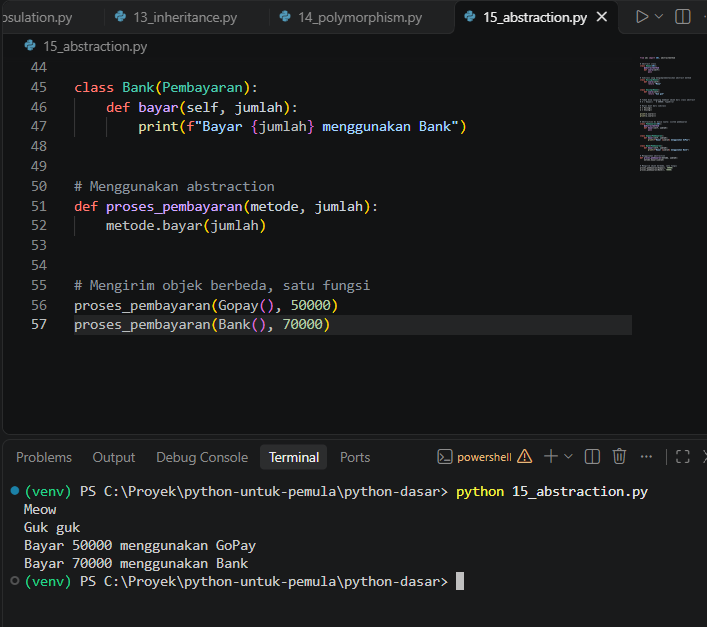 osulation.py 13_inheritance.py 14_polymorphism.py 15_abstraction.py
15_abstraction.py
44
45 class Bank(Pembayaran):
46 def bayar(self, jumlah):
47 print(f"Bayar {jumlah} menggunakan Bank")
48
49
50 # Menggunakan abstraction
51 def proses_pembayaran(metode, jumlah):
52 metode.bayar(jumlah)
53
54
55 # Mengirim objek berbeda, satu fungsi
56 proses_pembayaran(Gopay(), 50000)
57 proses_pembayaran(Bank(), 70000)
Problems Output Debug Console Terminal Ports powershell
(venv) PS C:\Proyek\python-untuk-pemula\python-dasar> python 15_abstraction.py
Meow
Guk guk
Bayar 50000 menggunakan GoPay
Bayar 70000 menggunakan Bank
(venv) PS C:\Proyek\python-untuk-pemula\python-dasar>